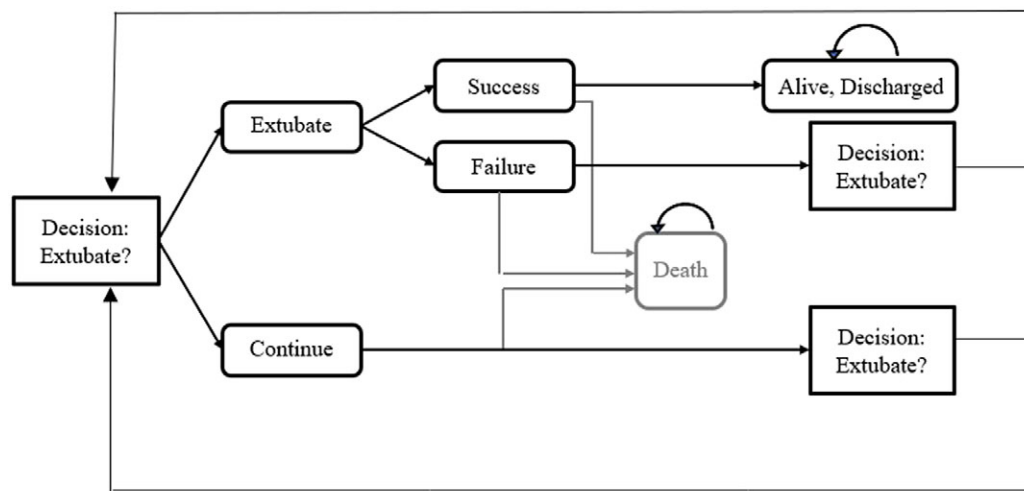 Success
Alive, Discharged
Extubate
Decision:
Extubate?
Failure
Decision:
Extubate?
Death
Continue
Decision:
Extubate?